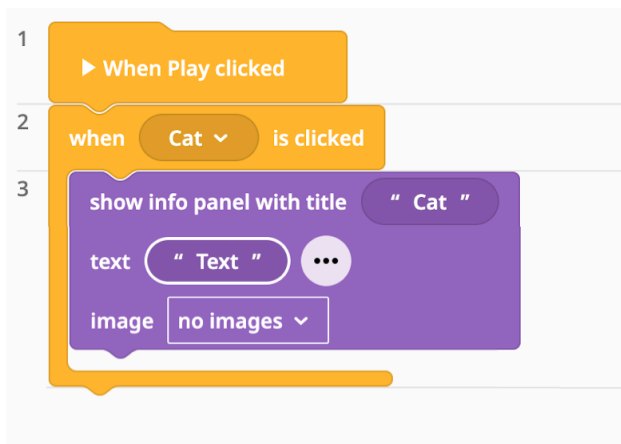 1
When Play clicked
2
when Cat is clicked
3
show info panel with title “ Cat ”
text “ Text ” •••
image no images